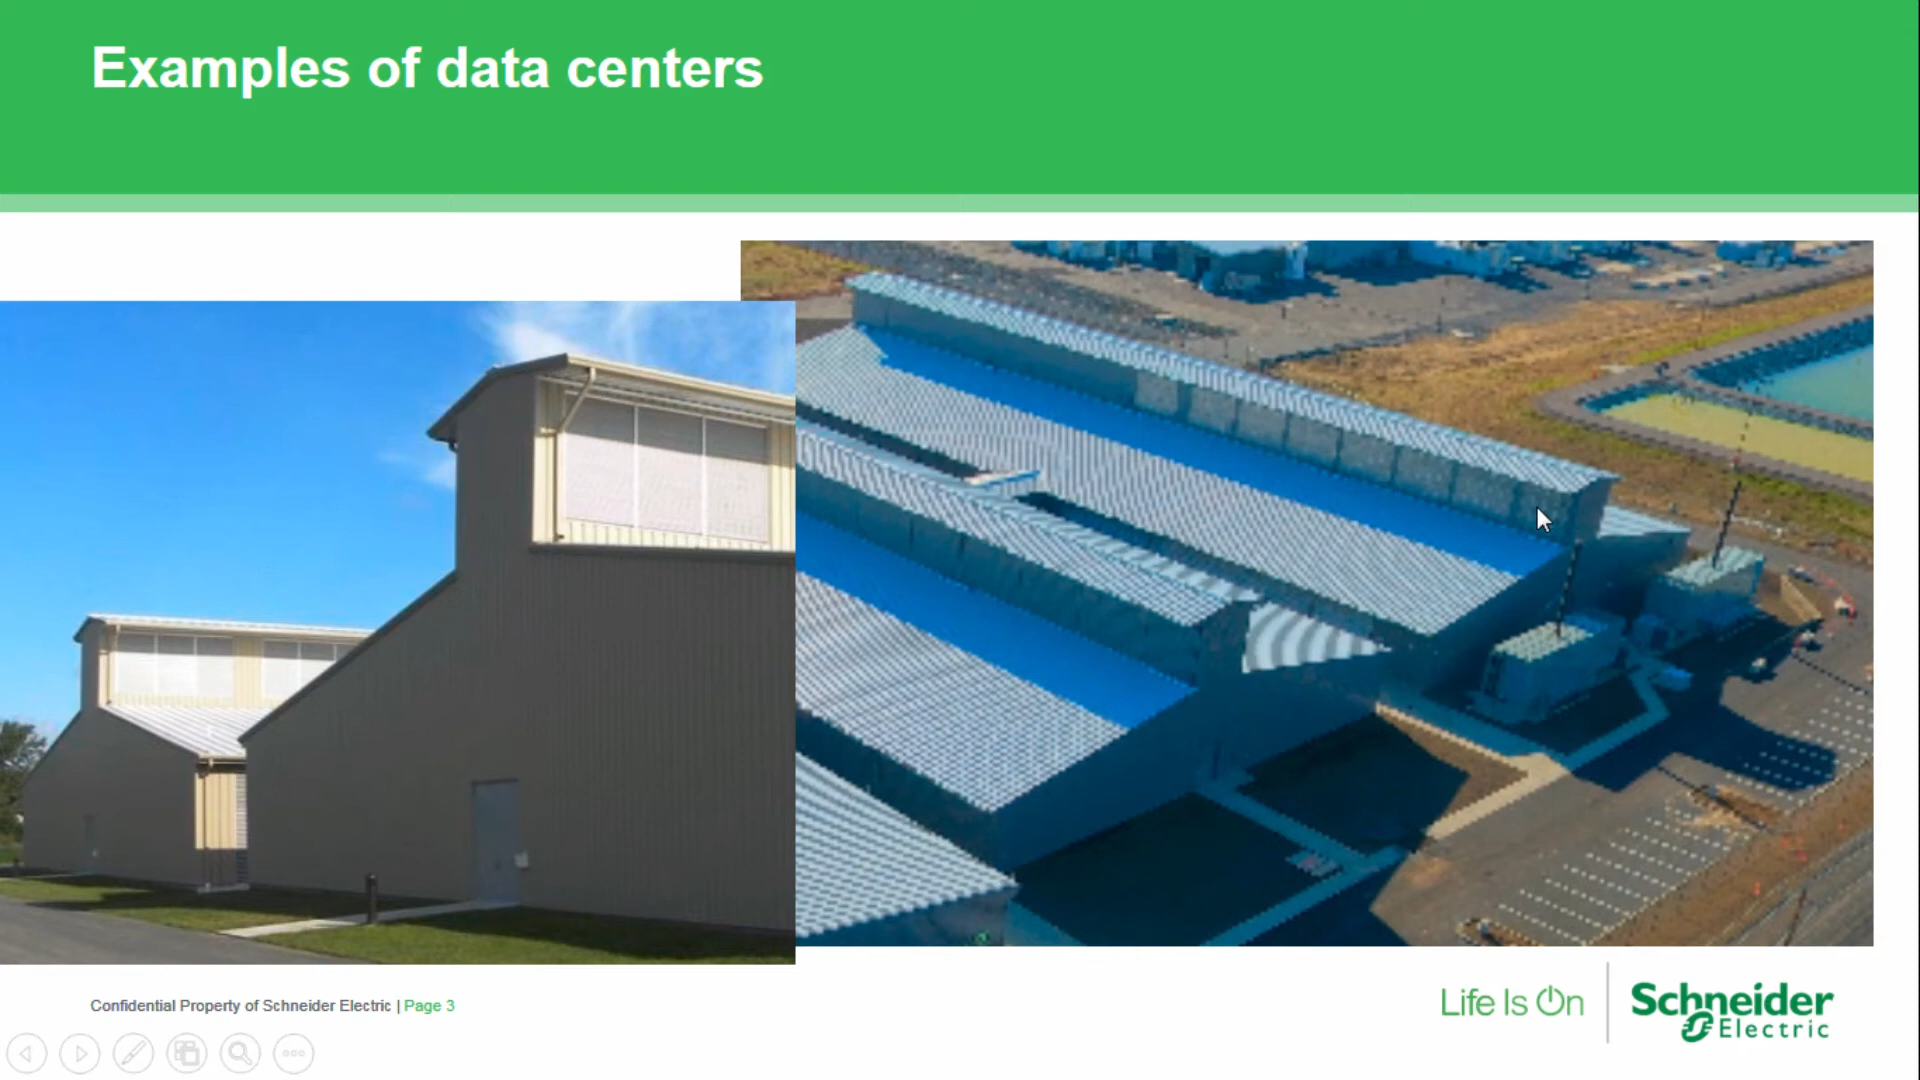 Examples of data centers
Confidential Property of Schneider Electric | Page 3
Life Is On
Schneider
Electric